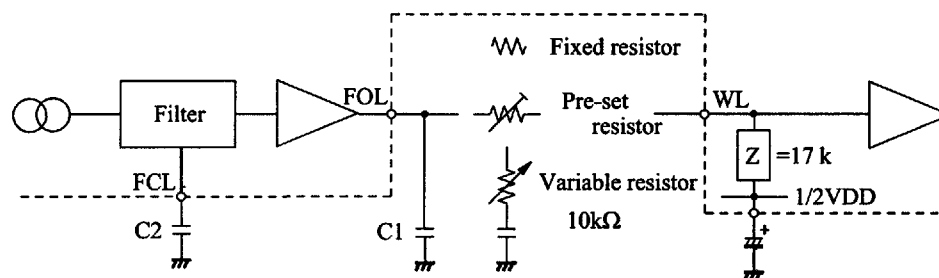 Fixed resistor
Filter
FOL
Pre-set
resistor
WL
Z
=17 k
FCL
Variable resistor
10kΩ
1/2VDD
C2
C1
+